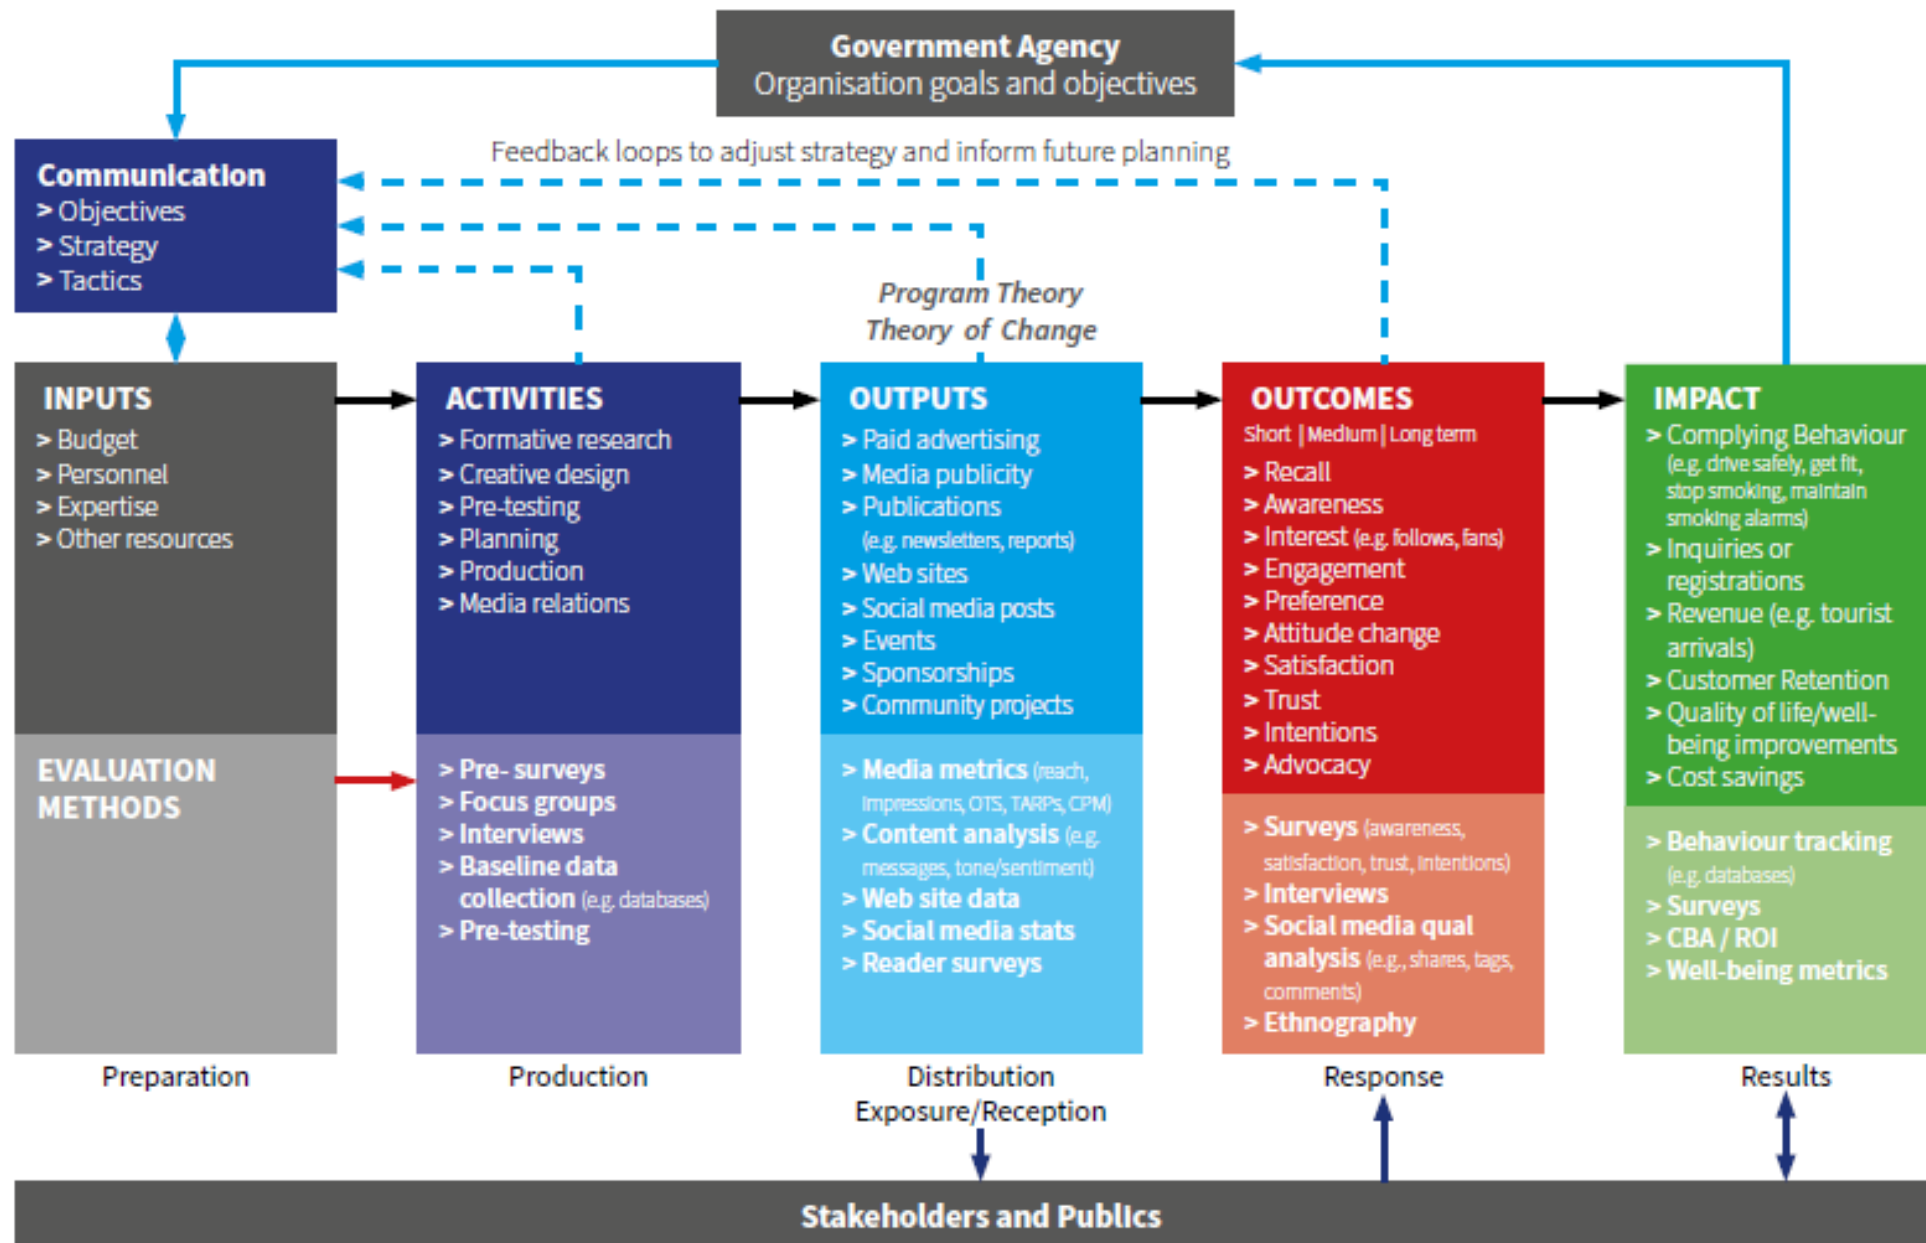 Government Agency
Organisation goals and objectives
Feedback loops to adjust strategy and inform future planning
Communication
> Objectives
> Strategy
> Tactics
Program Theory
Theory of Change
INPUTS
> Budget
> Personnel
> Expertise
> Other resources
EVALUATION
METHODS
Preparation
ACTIVITIES
> Formative research
> Creative design
> Pre-testing
> Planning
> Production
> Media relations
> Pre- surveys
> Focus groups
> Interviews
> Baseline data
collection (e.g. databases)
> Pre-testing
Production
OUTPUTS
> Paid advertising
> Media publicity
> Publications
(e.g. newsletters, reports)
> Web sites
> Social media posts
> Events
> Sponsorships
> Community projects
> Media metrics (reach,
impressions, OTS, TARPs, CPM)
> Content analysis (e.g.
messages, tone/sentiment)
> Web site data
> Social media stats
> Reader surveys
Distribution
Exposure/Reception
OUTCOMES
Short | Medium | Long term
> Recall
> Awareness
> Interest (e.g. follows, fans)
> Engagement
> Preference
> Attitude change
> Satisfaction
> Trust
> Intentions
> Advocacy
> Surveys (awareness,
satisfaction, trust, intentions)
> Interviews
> Social media qual
analysis (e.g., shares, tags,
comments)
> Ethnography
Response
IMPACT
> Complying Behaviour
(e.g. drive safely, get fit,
stop smoking, maintain
smoking alarms)
> Inquiries or
registrations
> Revenue (e.g. tourist
arrivals)
> Customer Retention
> Quality of life/well-
being improvements
> Cost savings
> Behaviour tracking
(e.g. databases)
> Surveys
> CBA / ROI
> Well-being metrics
Results
Stakeholders and Publics